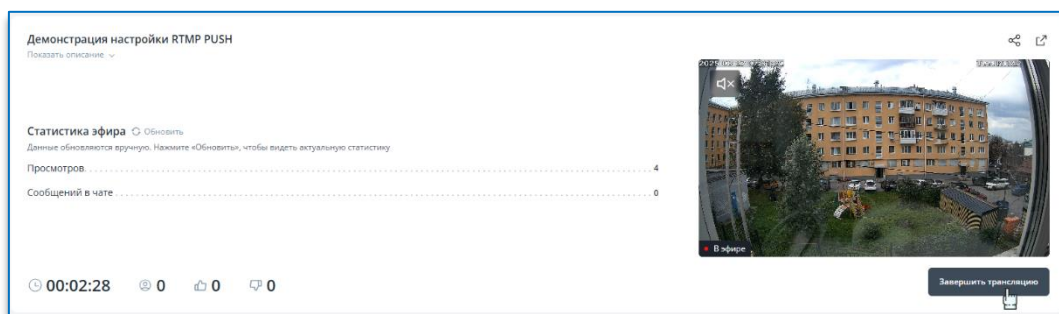 Демонстрация настройки RTMP PUSH
Показать описание
Статистика эфира Обновить
Данные обновляются вручную. Нажмите «Обновить», чтобы видеть актуальную статистику
Просмотров 4
Сообщений в чате 0
В эфире
00:02:28 0 0 0
Завершить трансляцию